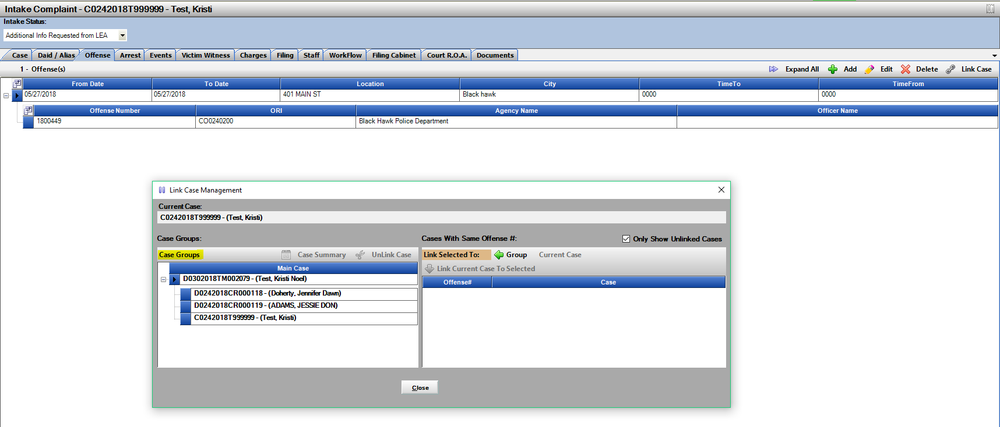 Intake Complaint - C0242018T999999 - Test, Kristi
Intake Status:
Additional Info Requested from LEA
Case Daid / Alias Offense Arrest Events Victim Witness Charges Filing Staff WorkFlow Filing Cabinet Court R.O.A. Documents
1 - Offense(s) Expand All Add Edit Delete Link Case
From Date To Date Location City TimeTo TimeFrom
05/27/2018 05/27/2018 401 MAIN ST Black hawk 0000 0000
Offense Number ORI Agency Name Officer Name
1800449 CO0240200 Black Hawk Police Department
Link Case Management
Current Case:
C0242018T999999 - (Test, Kristi)
Case Groups: Cases With Same Offense #: Only Show Unlinked Cases
Case Groups Case Summary UnLink Case Link Selected To: Group Current Case
Link Current Case To Selected
Main Case
Offense# Case
D0302018TM002079 - (Test, Kristi Noel)
D0242018CR000118 - (Doherty, Jennifer Dawn)
D0242018CR000119 - (ADAMS, JESSIE DON)
C0242018T999999 - (Test, Kristi)
Close